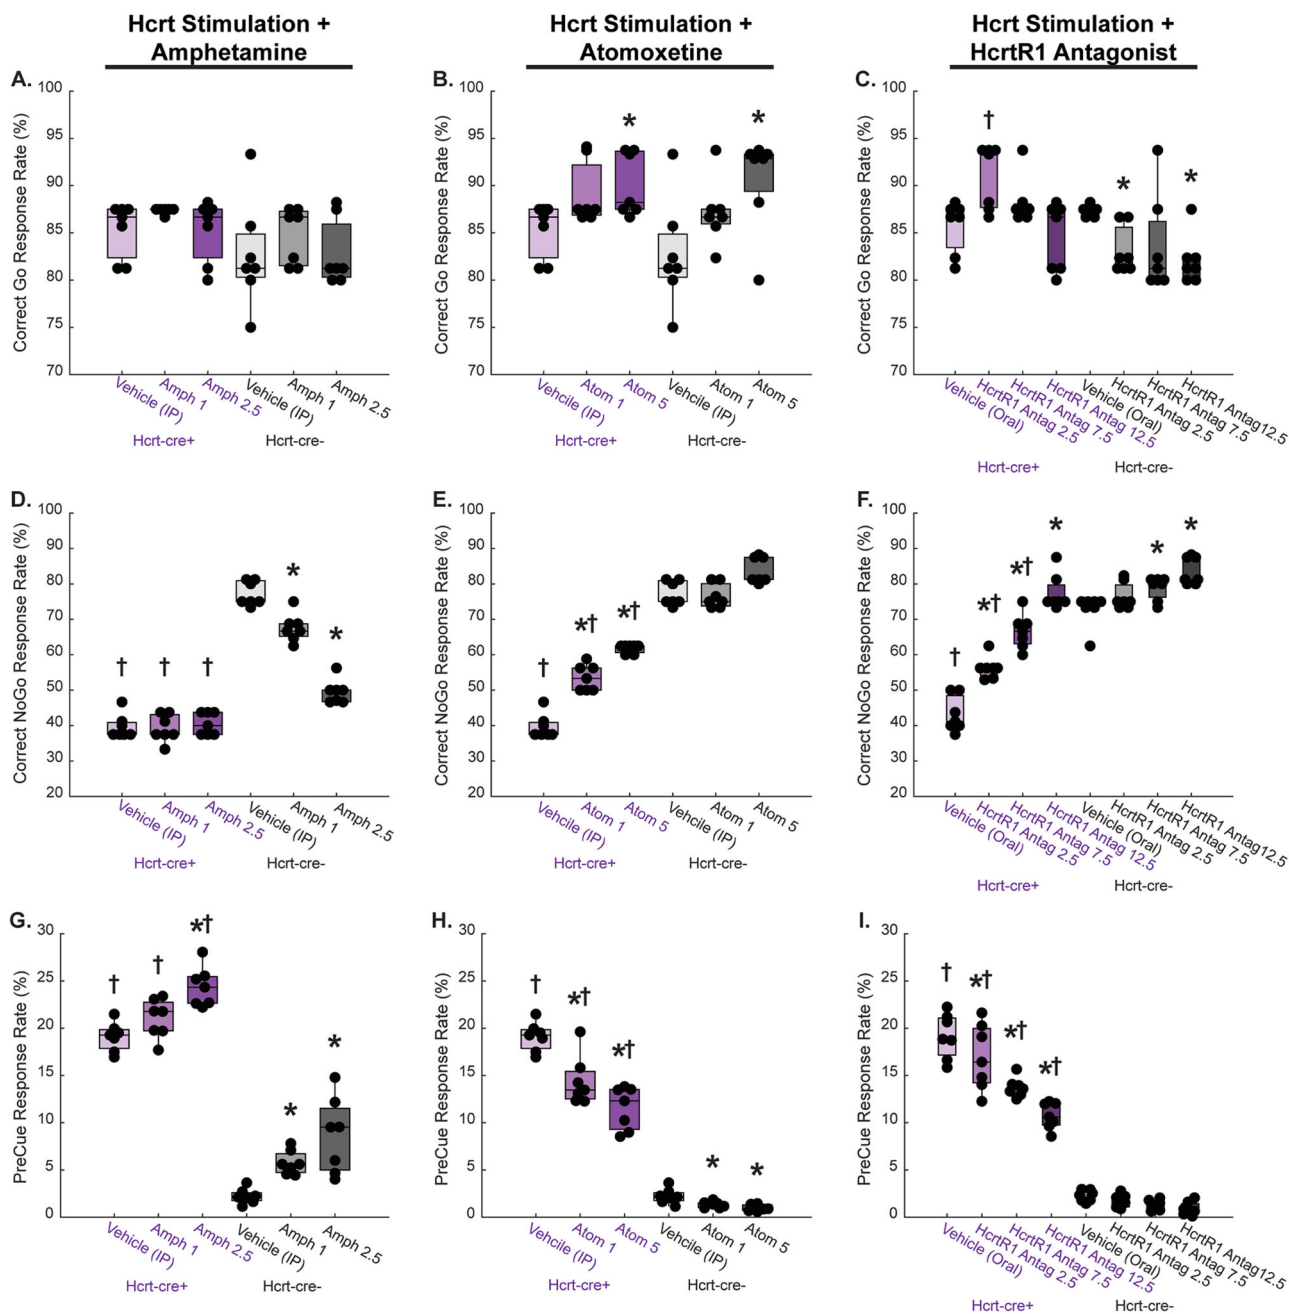 Hcrt Stimulation +
Amphetamine
Hcrt Stimulation +
Atomoxetine
Hcrt Stimulation +
HcrtR1 Antagonist
A.
Correct Go Response Rate (%)
100
95
90
85
80
75
70
Vehicle (IP)
Amph 1
Amph 2.5
Vehicle (IP)
Amph 1
Amph 2.5
Hcrt-cre+
Hcrt-cre-
B.
Correct Go Response Rate (%)
100
95
90
85
80
75
70
*
*
Vehcile (IP)
Atom 1
Atom 5
Vehcile (IP)
Atom 1
Atom 5
Hcrt-cre+
Hcrt-cre-
C.
Correct Go Response Rate (%)
100
95
90
85
80
75
70
†
*
*
Vehicle (Oral)
HcrtR1 Antag 2.5
HcrtR1 Antag 7.5
HcrtR1 Antag 12.5
Vehicle (Oral)
HcrtR1 Antag 2.5
HcrtR1 Antag 7.5
HcrtR1 Antag12.5
Hcrt-cre+
Hcrt-cre-
D.
Correct NoGo Response Rate (%)
100
90
80
70
60
50
40
30
20
†
†
†
*
*
Vehicle (IP)
Amph 1
Amph 2.5
Vehicle (IP)
Amph 1
Amph 2.5
Hcrt-cre+
Hcrt-cre-
E.
Correct NoGo Response Rate (%)
100
90
80
70
60
50
40
30
20
†
*†
*†
Vehcile (IP)
Atom 1
Atom 5
Vehcile (IP)
Atom 1
Atom 5
Hcrt-cre+
Hcrt-cre-
F.
Correct NoGo Response Rate (%)
100
90
80
70
60
50
40
30
20
†
*†
*†
*
*
*
Vehicle (Oral)
HcrtR1 Antag 2.5
HcrtR1 Antag 7.5
HcrtR1 Antag 12.5
Vehicle (Oral)
HcrtR1 Antag 2.5
HcrtR1 Antag 7.5
HcrtR1 Antag12.5
Hcrt-cre+
Hcrt-cre-
G.
PreCue Response Rate (%)
30
25
20
15
10
5
0
†
†
*†
*
*
Vehicle (IP)
Amph 1
Amph 2.5
Vehicle (IP)
Amph 1
Amph 2.5
Hcrt-cre+
Hcrt-cre-
H.
PreCue Response Rate (%)
30
25
20
15
10
5
0
†
*†
*†
*
*
Vehcile (IP)
Atom 1
Atom 5
Vehcile (IP)
Atom 1
Atom 5
Hcrt-cre+
Hcrt-cre-
I.
PreCue Response Rate (%)
30
25
20
15
10
5
0
†
*†
*†
*†
Vehicle (Oral)
HcrtR1 Antag 2.5
HcrtR1 Antag 7.5
HcrtR1 Antag 12.5
Vehicle (Oral)
HcrtR1 Antag 2.5
HcrtR1 Antag 7.5
HcrtR1 Antag12.5
Hcrt-cre+
Hcrt-cre-